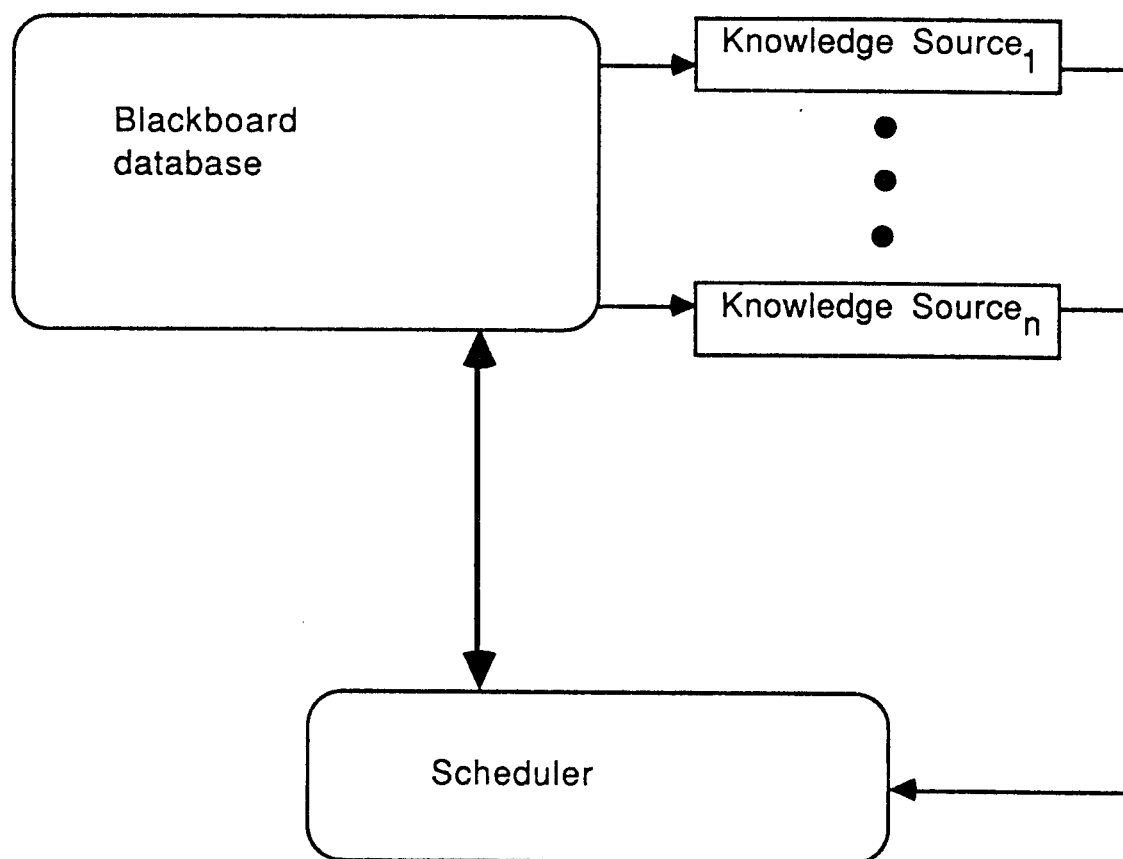 Knowledge Source1
Blackboard
database
Knowledge Sourcen
Scheduler